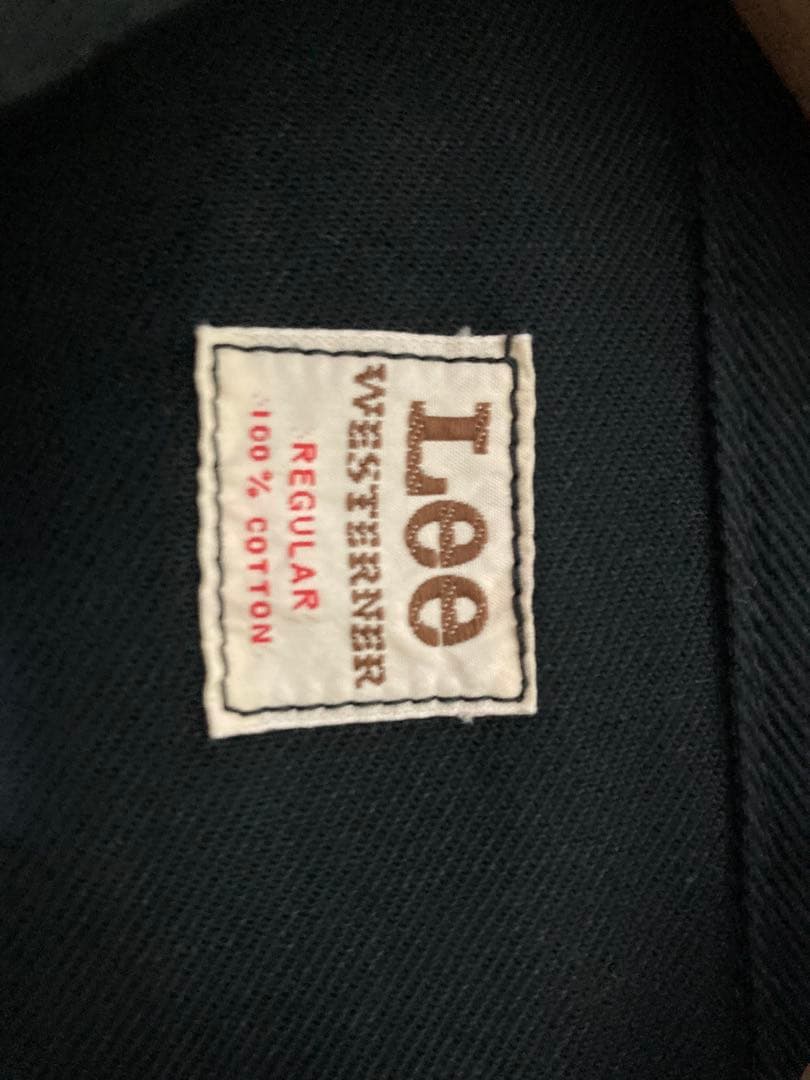 Lee
WESTERNER
REGULAR
100% COTTON